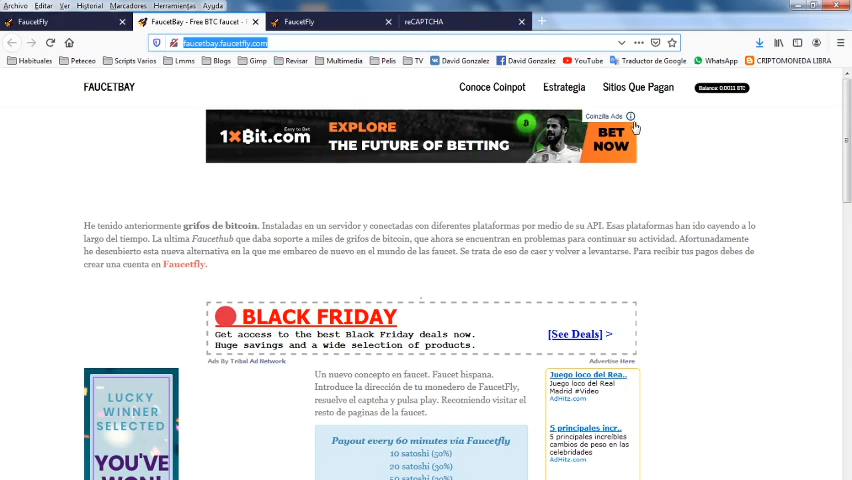 Archivo Editar Ver Historial Marcadores Herramientas Ayuda
FaucetFly
FaucetBay - Free BTC faucet -
FaucetFly
reCAPTCHA
faucetbay.faucetfly.com
Habituales Peteceo Scripts Varios Lmms Blogs Gimp Revisar Multimedia Pelis TV David Gonzalez David Gonzalez YouTube Traductor de Google WhatsApp CRIPTOMONEDA LIBRA
FAUCETBAY
Conoce Coinpot Estrategia Sitios Que Pagan
Balance: 0.0011 BTC
Coinzilla Ads
1xBit.com
Easy to Bet
EXPLORE
THE FUTURE OF BETTING
BET
NOW
He tenido anteriormente grifos de bitcoin. Instaladas en un servidor y conectadas con diferentes plataformas por medio de su API. Esas plataformas han ido cayendo a lo
largo del tiempo. La ultima Faucethub que daba soporte a miles de grifos de bitcoin, que ahora se encuentran en problemas para continuar su actividad. Afortunadamente
he descubierto esta nueva alternativa en la que me embarco de nuevo en el mundo de las faucet. Se trata de eso de caer y volver a levantarse. Para recibir tus pagos debes de
crear una cuenta en Faucetfly.
BLACK FRIDAY
Get access to the best Black Friday deals now.
Huge savings and a wide selection of products.
[See Deals] >
Ads By Tribal Ad Network
Advertise Here
LUCKY
WINNER
SELECTED
YOU'VE
WON!
Un nuevo concepto en faucet. Faucet hispana.
Introduce la dirección de tu monedero de FaucetFly,
resuelve el captcha y pulsa play. Recomiendo visitar el
resto de paginas de la faucet.
Payout every 60 minutes via Faucetfly
10 satoshi (50%)
20 satoshi (30%)
Juego loco del Rea..
Juego loco del Real
Madrid #Video
AdHitz.com
5 principales incr..
5 principales increíbles
cambios de peso en las
celebridades.
AdHitz.com